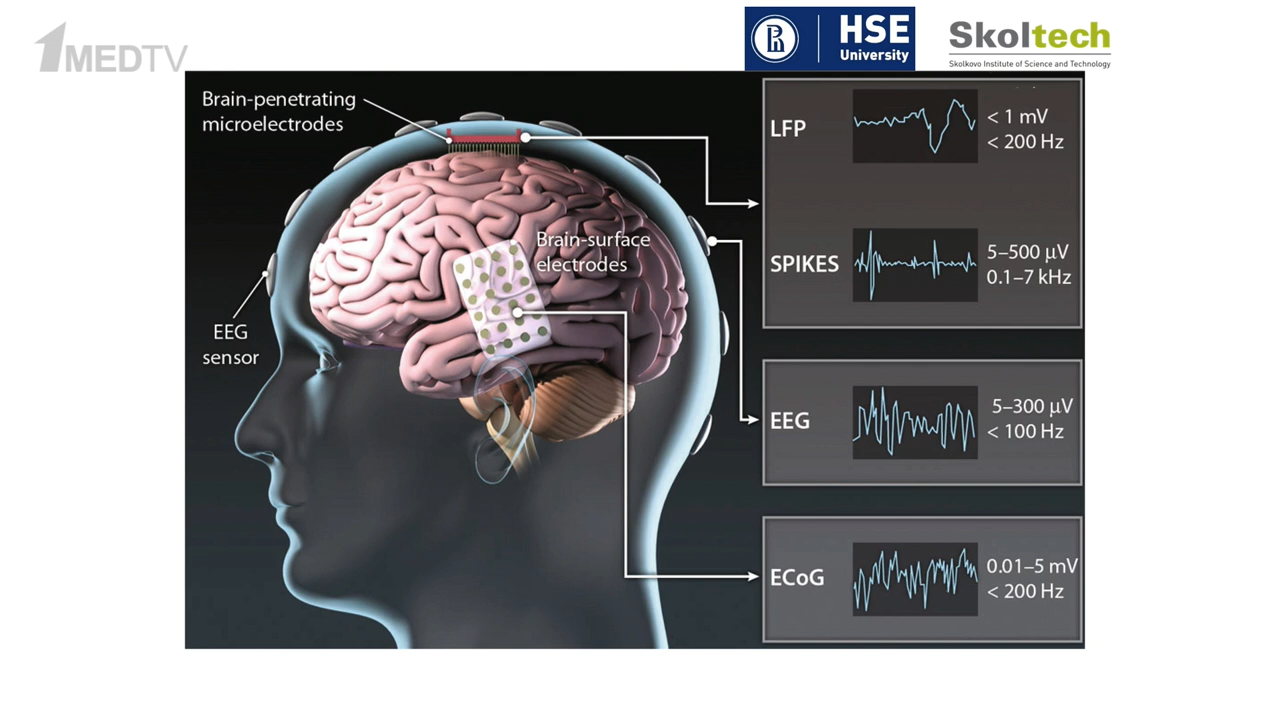 1MEDTV
HSE
University
Skoltech
Skolkovo Institute of Science and Technology
Brain-penetrating
microelectrodes
Brain-surface
electrodes
EEG
sensor
LFP
< 1 mV
< 200 Hz
SPIKES
5–500 μV
0.1–7 kHz
EEG
5–300 μV
< 100 Hz
ECoG
0.01–5 mV
< 200 Hz